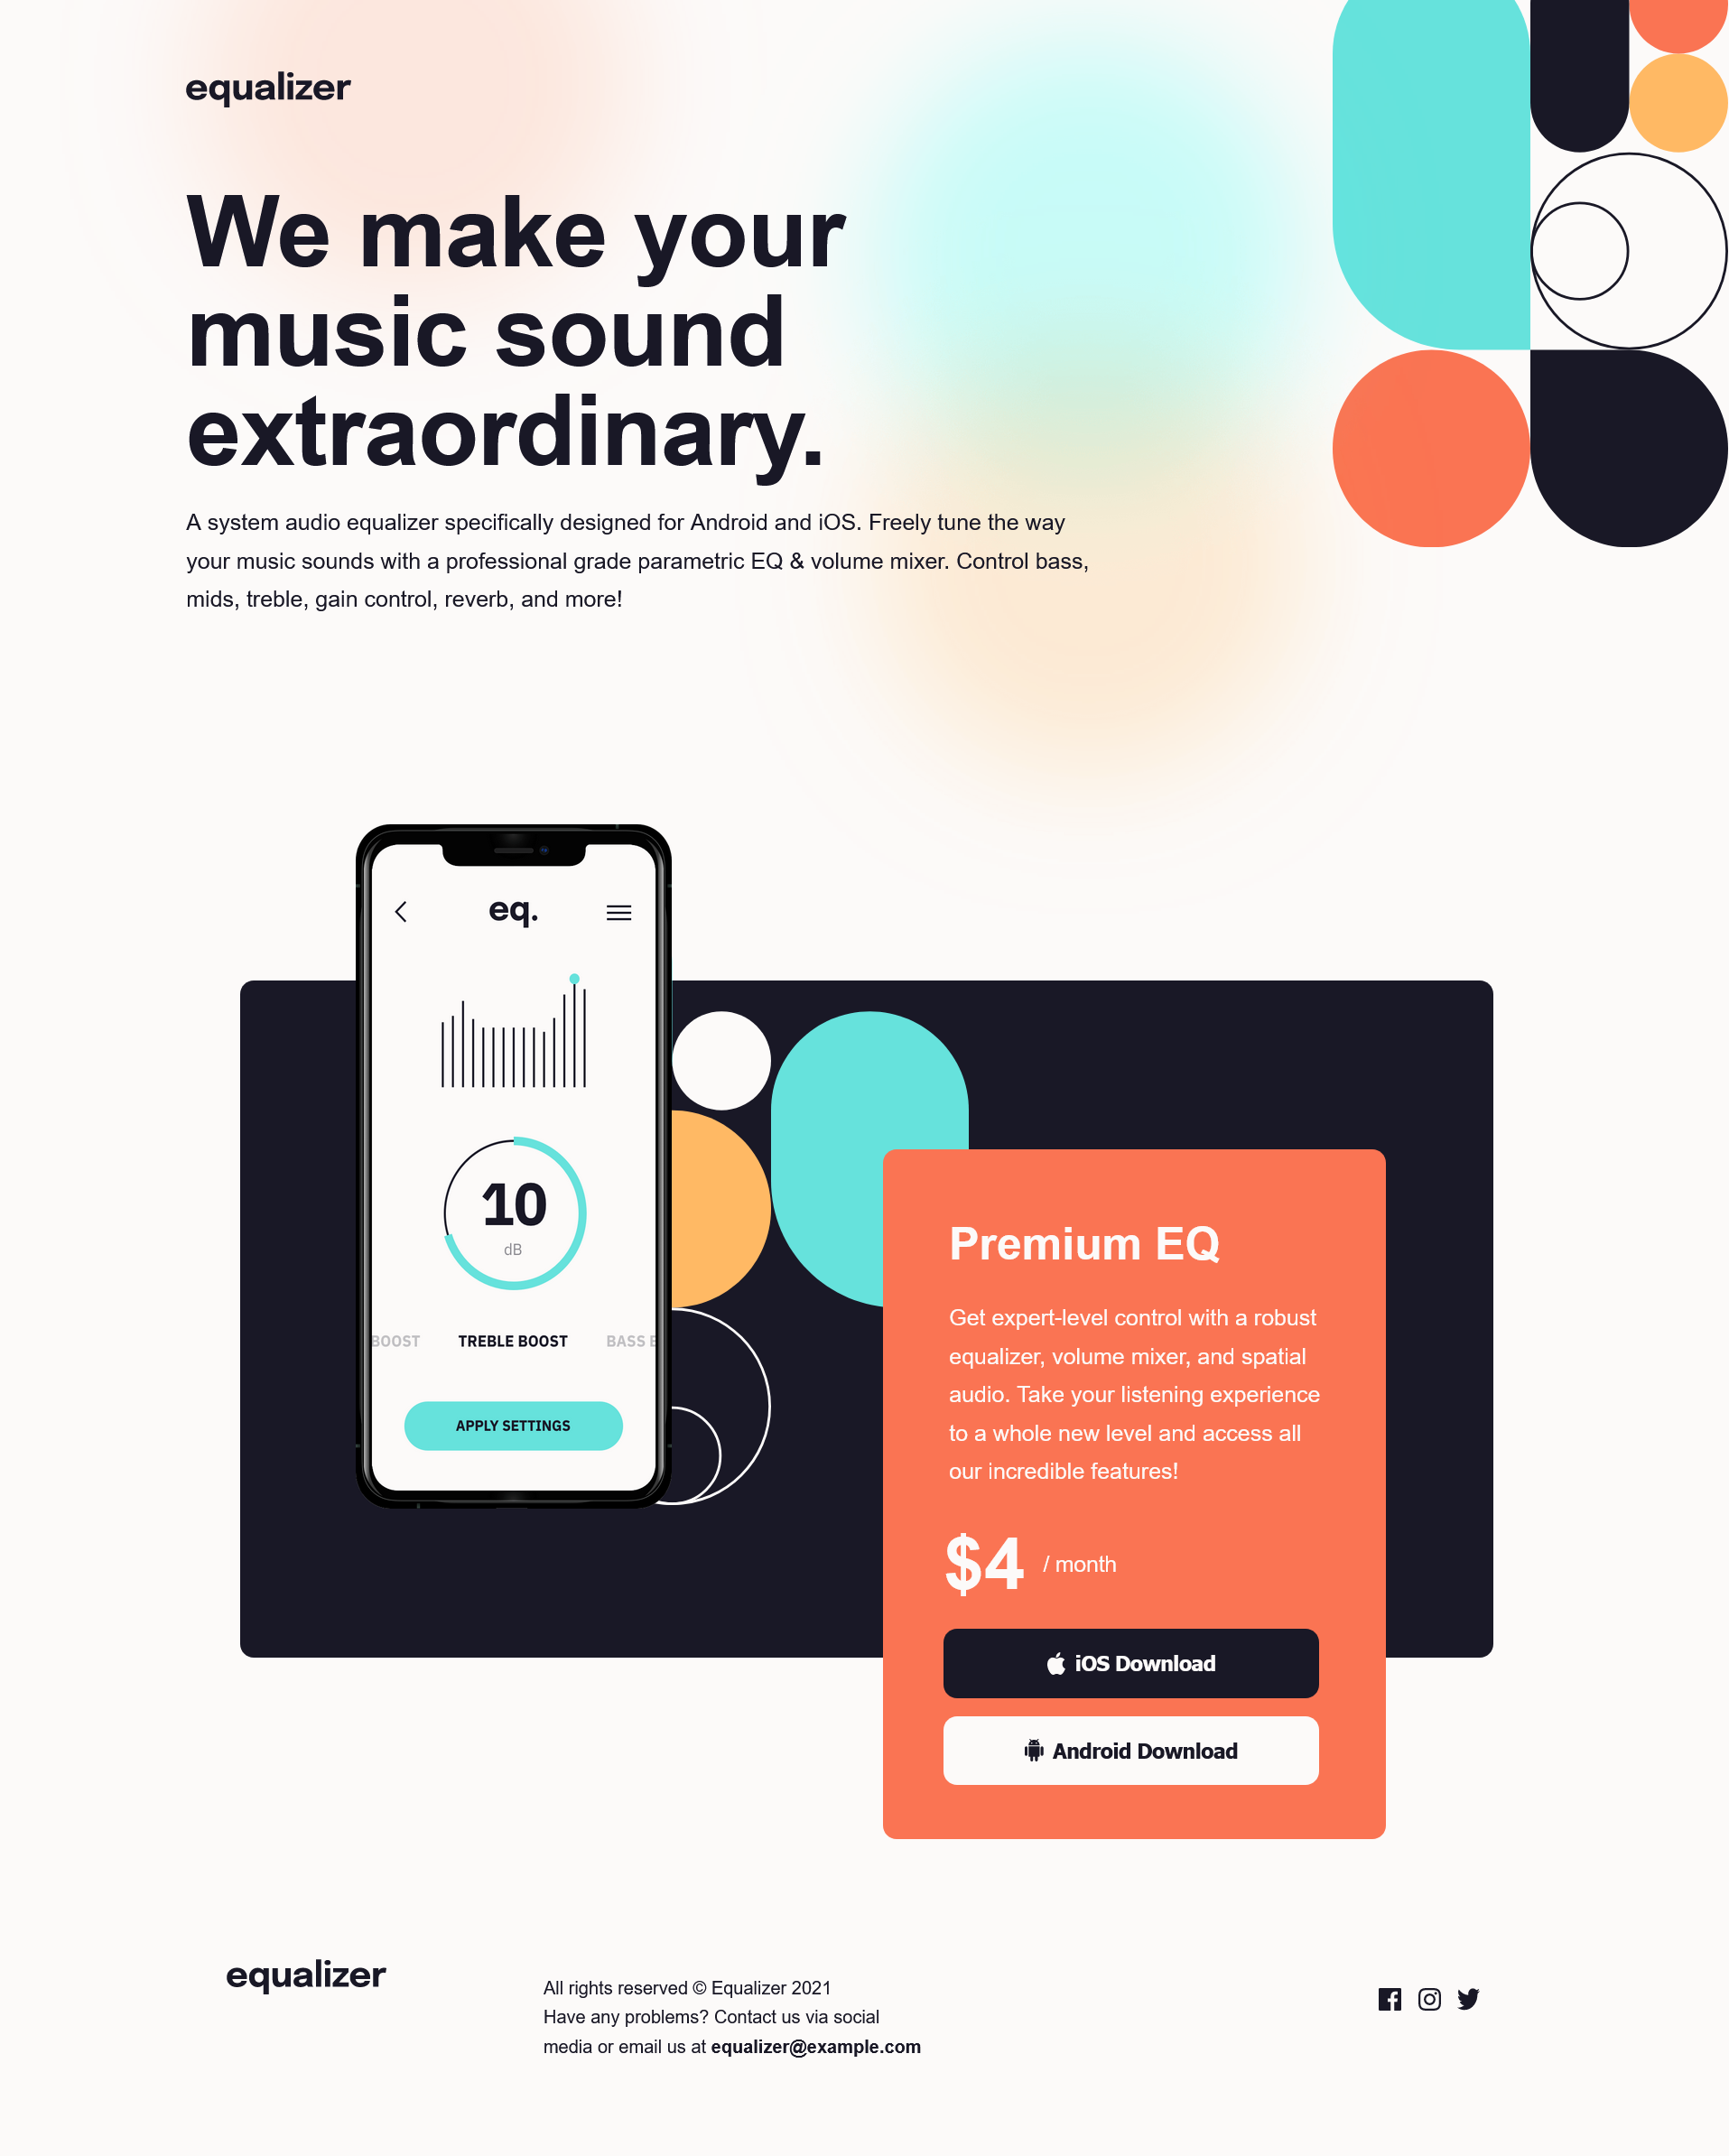 equalizer
We make your
music sound
extraordinary.
A system audio equalizer specifically designed for Android and iOS. Freely tune the way
your music sounds with a professional grade parametric EQ & volume mixer. Control bass,
mids, treble, gain control, reverb, and more!
eq.
10
dB
BOOST TREBLE BOOST BASS
APPLY SETTINGS
Premium EQ
Get expert-level control with a robust
equalizer, volume mixer, and spatial
audio. Take your listening experience
to a whole new level and access all
our incredible features!
$4 / month
iOS Download
Android Download
equalizer
All rights reserved © Equalizer 2021
Have any problems? Contact us via social
media or email us at equalizer@example.com